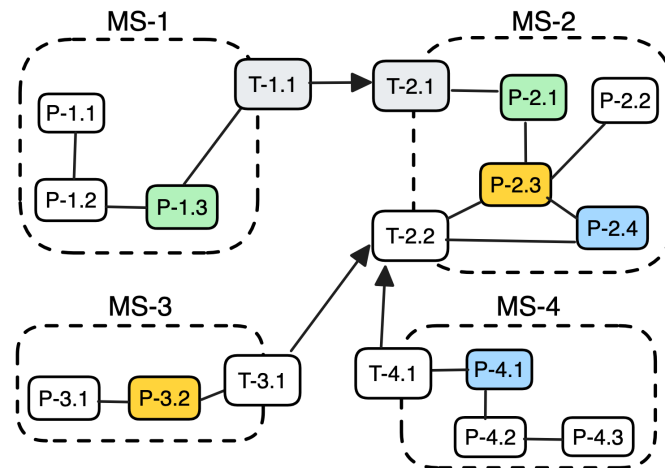 MS-1
MS-2
T-1.1
T-2.1
P-1.1
P-2.1
P-2.2
P-1.2
P-1.3
P-2.3
T-2.2
P-2.4
MS-3
MS-4
T-3.1
T-4.1
P-4.1
P-3.1
P-3.2
P-4.2
P-4.3